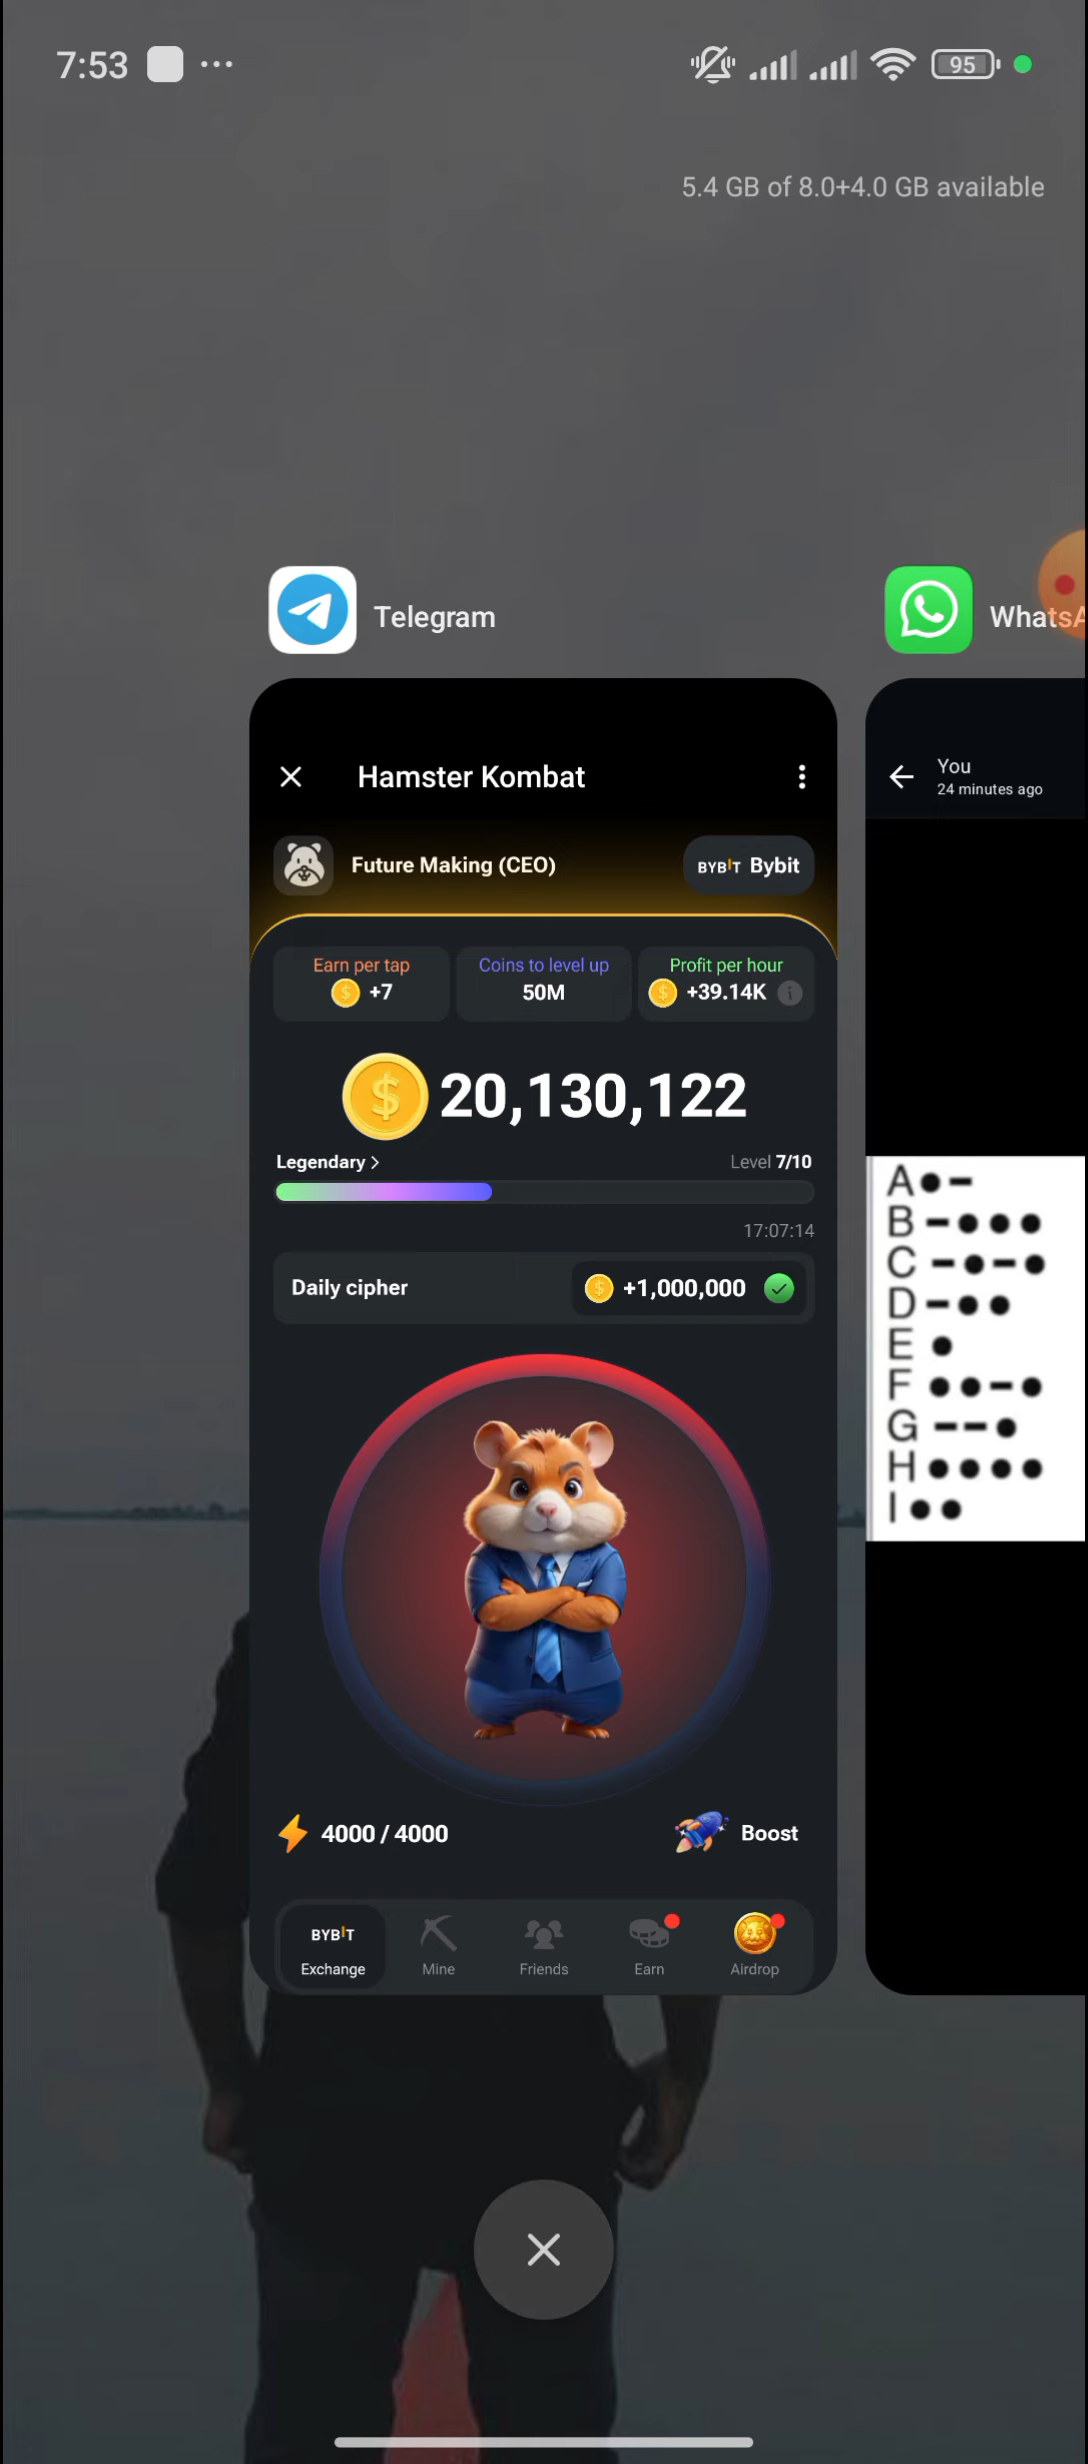 7:53
95
5.4 GB of 8.0+4.0 GB available
Telegram
Hamster Kombat
Future Making (CEO)
BYBIT Bybit
Earn per tap
+7
Coins to level up
50M
Profit per hour
+39.14K
20,130,122
Legendary >
Level 7/10
17:07:14
Daily cipher
+1,000,000
4000 / 4000
Boost
BYBIT
Exchange
Mine
Friends
Earn
Airdrop
WhatsA
You
24 minutes ago
A
B
C
D
E
F
G
H
I